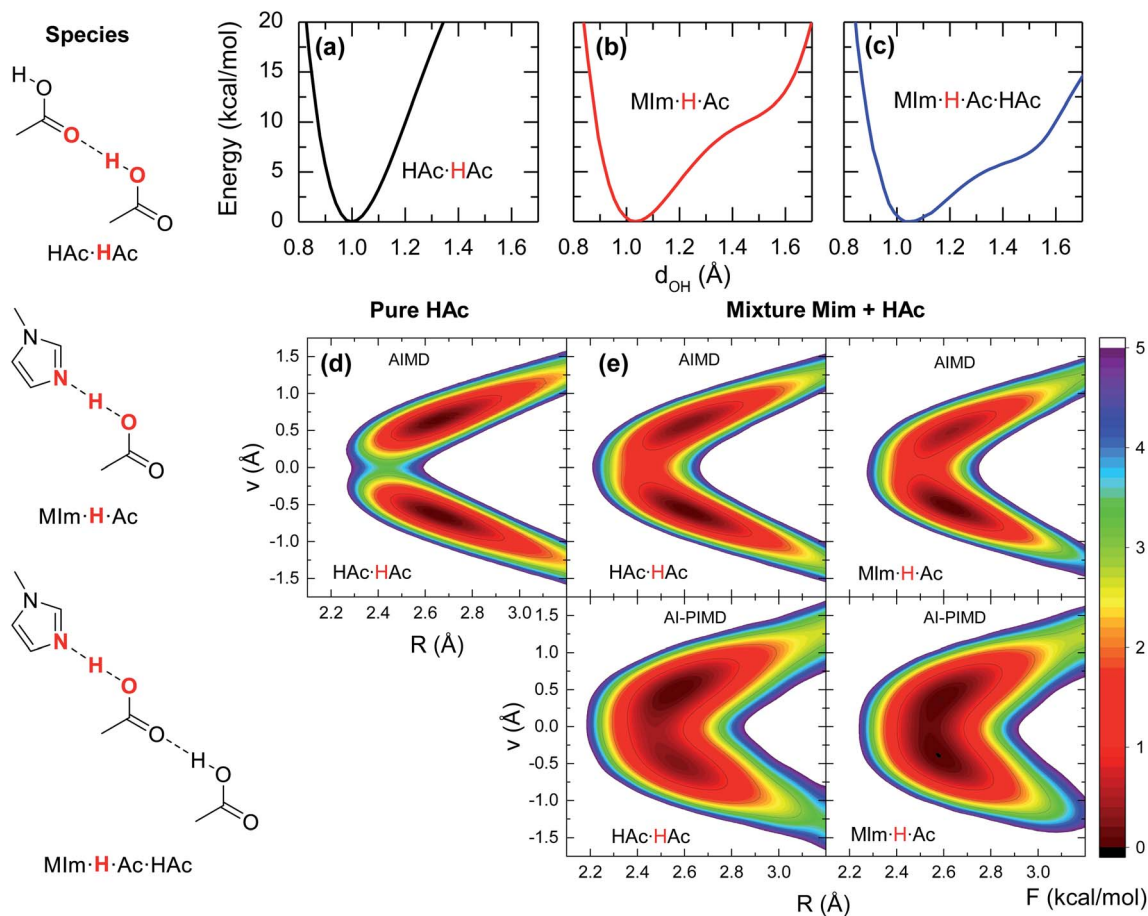 Species
H
O
O
H
O
O
HAc·HAc
N
N
H
O
O
MIm·H·Ac
N
N
H
O
O
H
O
O
MIm·H·Ac·HAc
Energy (kcal/mol)
20
15
10
5
0
(a)
HAc·HAc
0.8 1.0 1.2 1.4 1.6
(b)
MIm·H·Ac
0.8 1.0 1.2 1.4 1.6
(c)
MIm·H·Ac·HAc
0.8 1.0 1.2 1.4 1.6
dOH (Å)
Pure HAc
Mixture Mim + HAc
v (Å)
1.5
1.0
0.5
0.0
-0.5
-1.0
-1.5
(d)
AIMD
HAc·HAc
2.2 2.4 2.6 2.8 3.0
R (Å)
(e)
AIMD
HAc·HAc
AIMD
MIm·H·Ac
v (Å)
1.0
0.5
0.0
-0.5
-1.0
-1.5
AI-PIMD
HAc·HAc
2.2 2.4 2.6 2.8 3.0
AI-PIMD
MIm·H·Ac
2.2 2.4 2.6 2.8 3.0
R (Å)
5
4
3
2
1
0
F (kcal/mol)